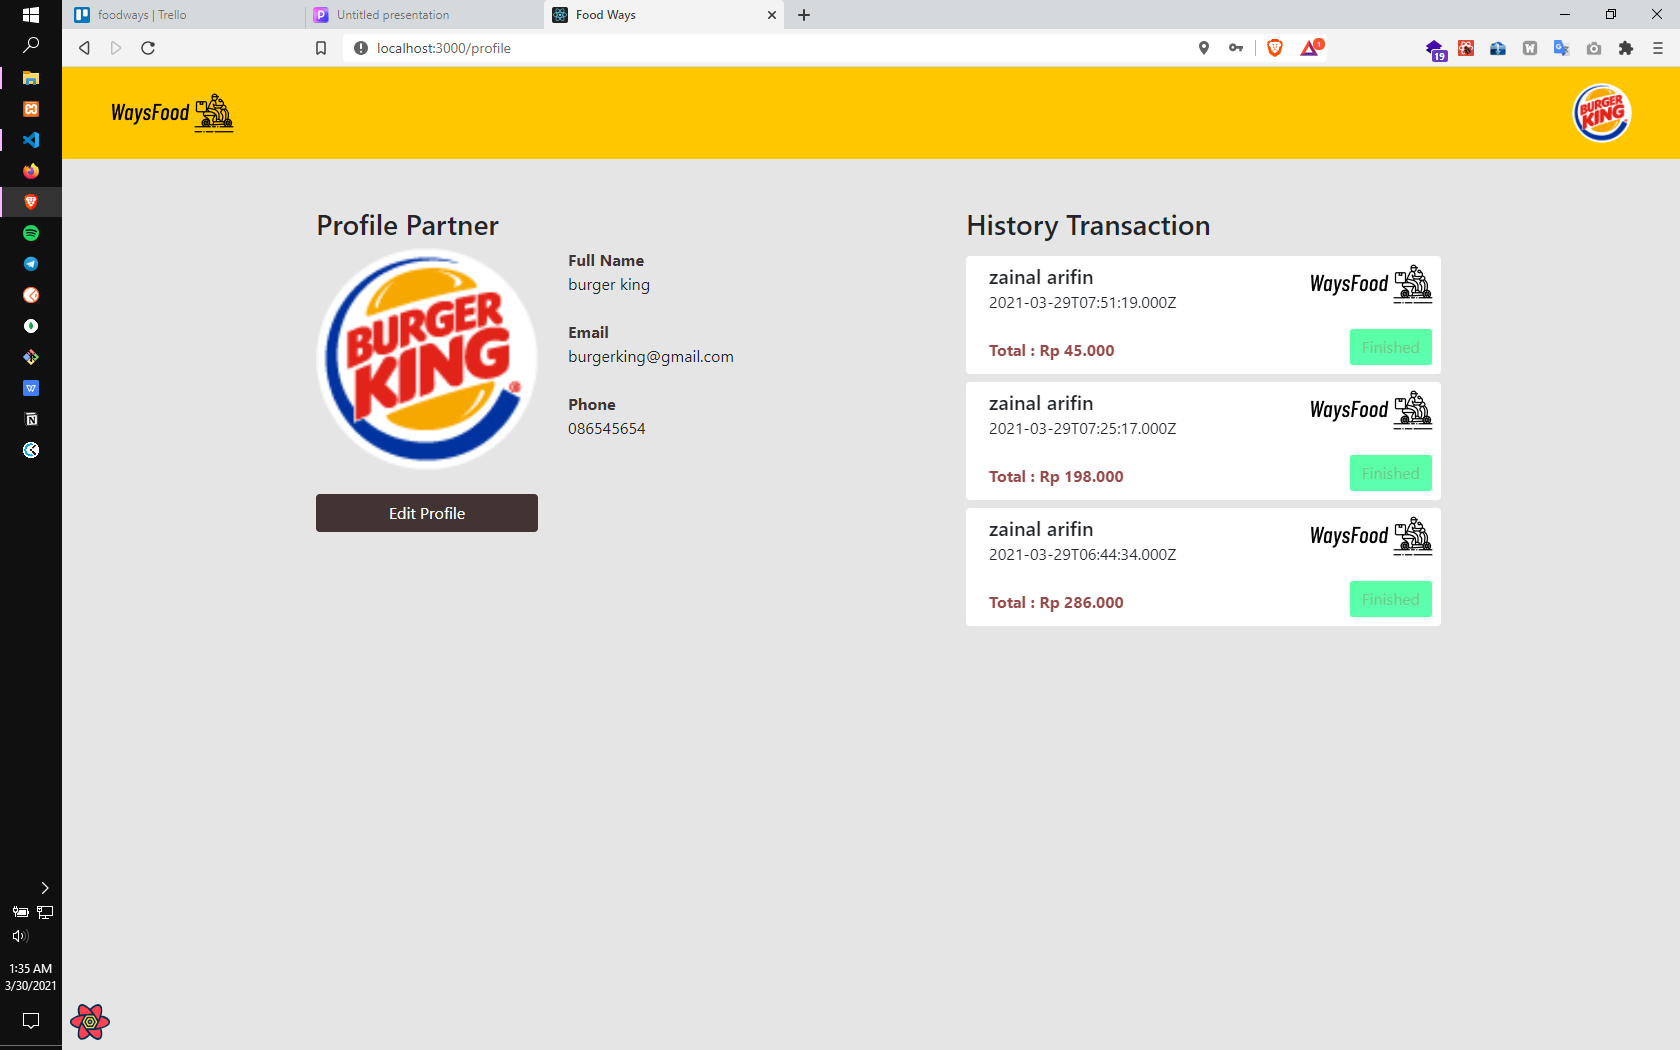 foodways | Trello
Untitled presentation
Food Ways
localhost:3000/profile
1
19
WaysFood
BURGER KING
Profile Partner
BURGER
KING
®
Full Name
burger king
Email
burgerking@gmail.com
Phone
086545654
Edit Profile
History Transaction
zainal arifin
WaysFood
2021-03-29T07:51:19.000Z
Total : Rp 45.000
Finished
zainal arifin
WaysFood
2021-03-29T07:25:17.000Z
Total : Rp 198.000
Finished
zainal arifin
WaysFood
2021-03-29T06:44:34.000Z
Total : Rp 286.000
Finished
1:35 AM
3/30/2021